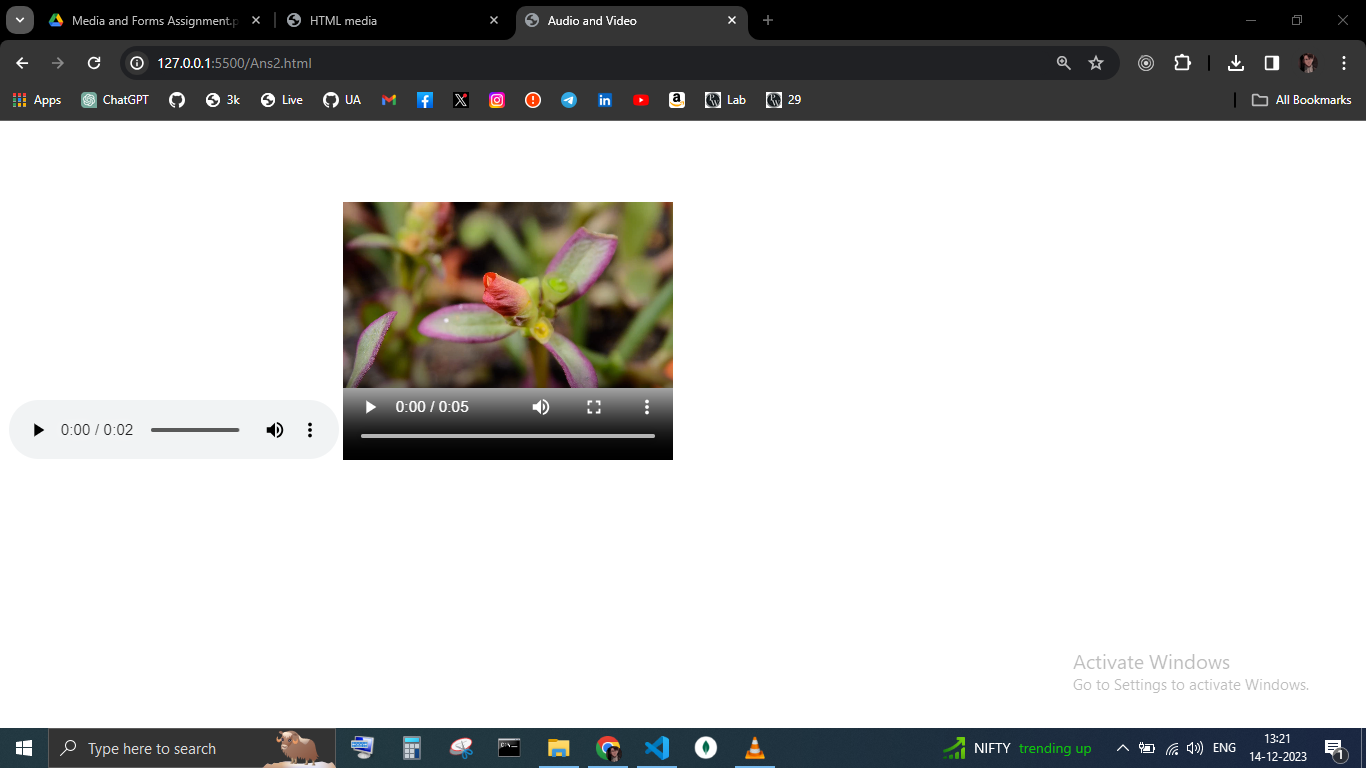 Media and Forms Assignment.p
HTML media
Audio and Video
127.0.0.1:5500/Ans2.html
Apps
ChatGPT
3k
Live
UA
Lab
29
All Bookmarks
0:00 / 0:05
0:00 / 0:02
Activate Windows
Go to Settings to activate Windows.
Type here to search
NIFTY trending up
ENG
13:21
14-12-2023
1